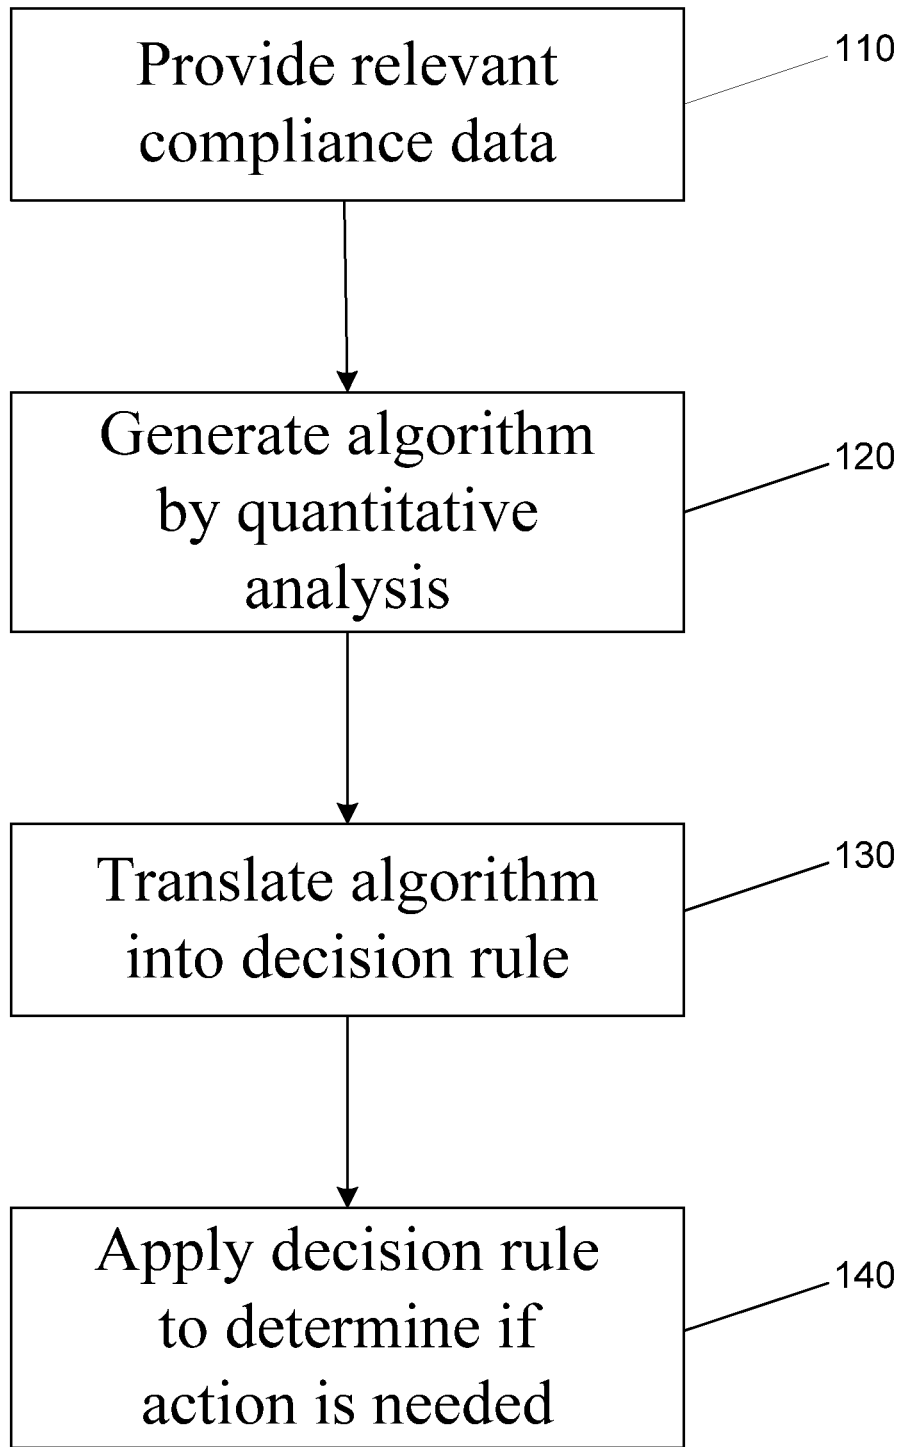 Provide relevant
compliance data
110
Generate algorithm
by quantitative
analysis
120
Translate algorithm
into decision rule
130
Apply decision rule
to determine if
action is needed
140